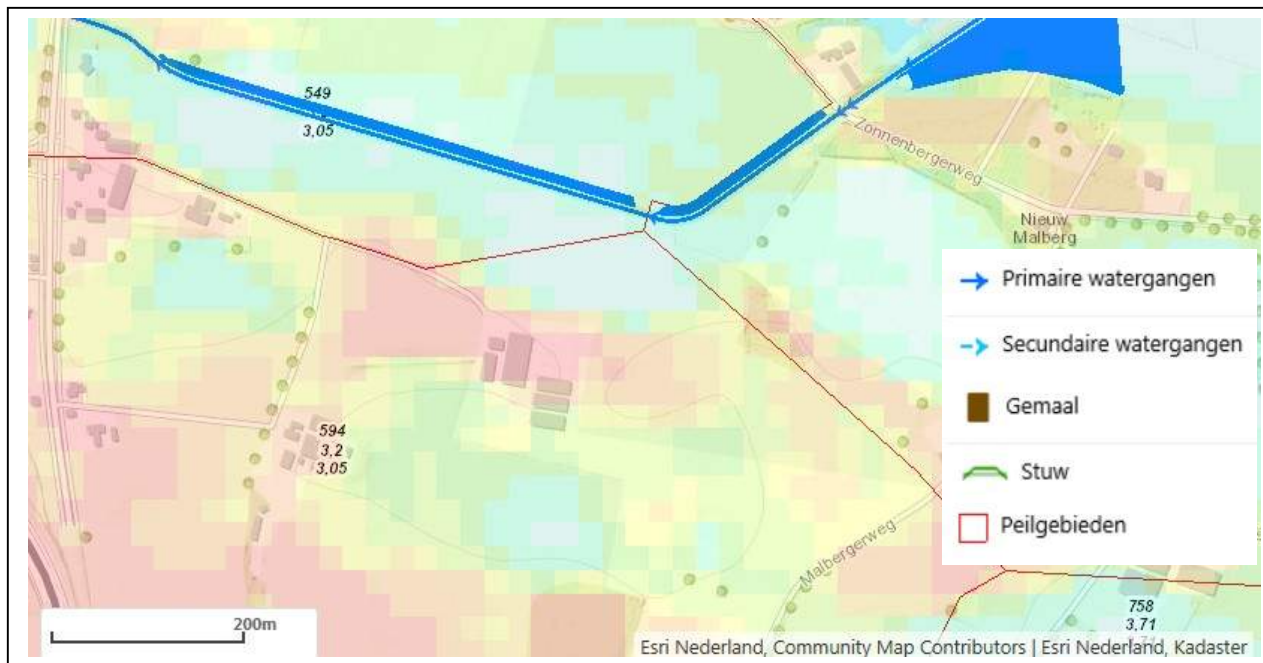 549
3,05
Zonnenbergerweg
Nieuw
Malberg
Primaire watergangen
Secundaire watergangen
Gemaal
Stuw
Peilgebieden
594
3,2
3,05
Malbergerweg
758
3,71
200m
Esri Nederland, Community Map Contributors | Esri Nederland, Kadaster